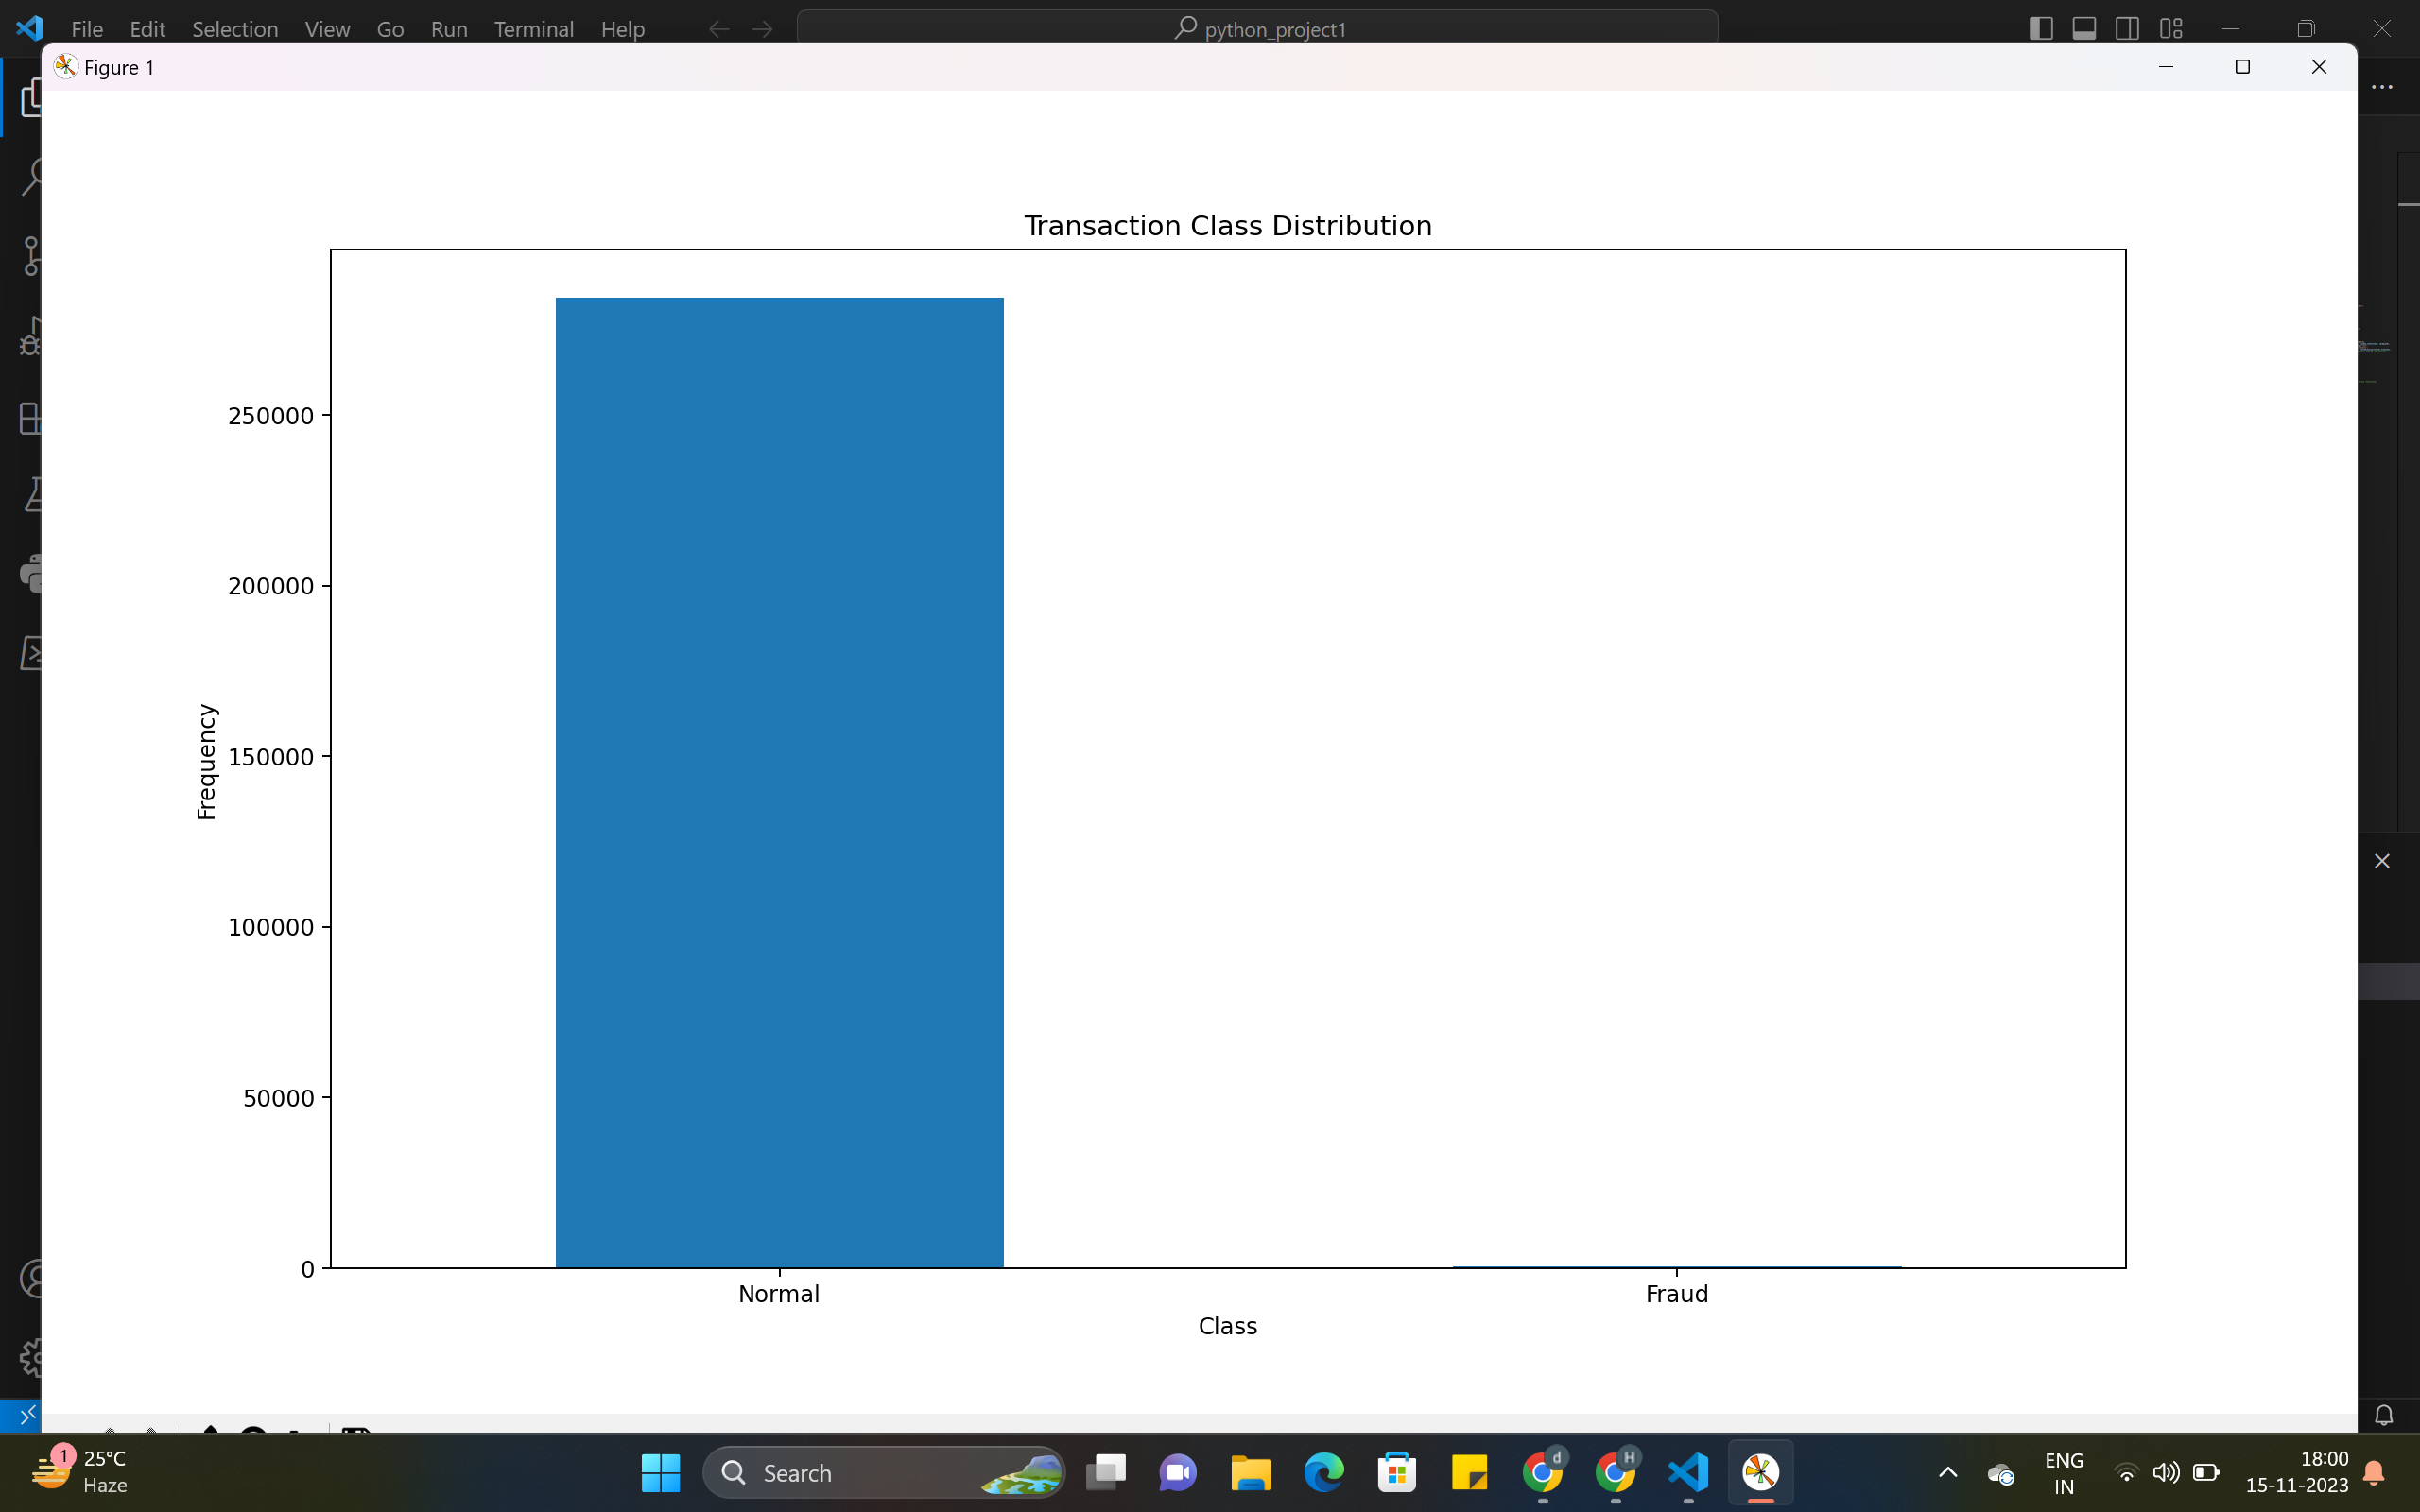 File Edit Selection View Go Run Terminal Help
python_project1
Figure 1
Transaction Class Distribution
250000
200000
150000
100000
50000
0
Frequency
Normal
Fraud
Class
1
25°C
Haze
Search
d
H
ENG
IN
18:00
15-11-2023